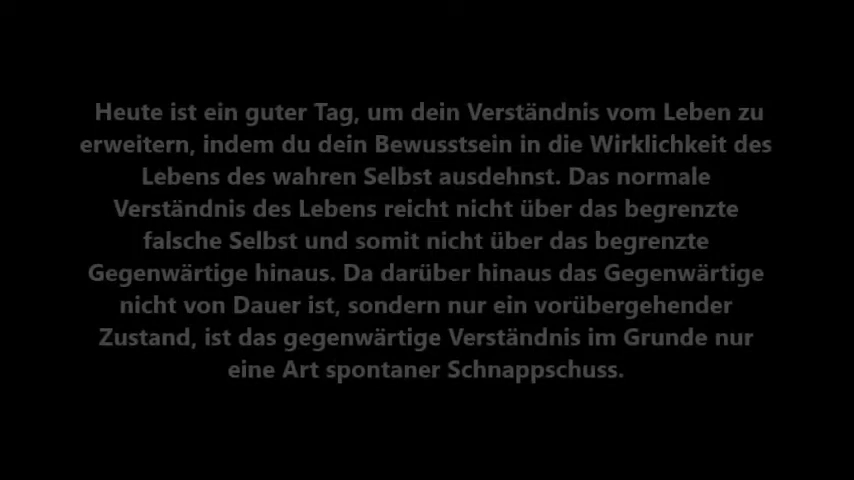 Heute ist ein guter Tag, um dein Verständnis vom Leben zu
erweitern, indem du dein Bewusstsein in die Wirklichkeit des
Lebens des wahren Selbst ausdehnst. Das normale
Verständnis des Lebens reicht nicht über das begrenzte
falsche Selbst und somit nicht über das begrenzte
Gegenwärtige hinaus. Da darüber hinaus das Gegenwärtige
nicht von Dauer ist, sondern nur ein vorübergehender
Zustand, ist das gegenwärtige Verständnis im Grunde nur
eine Art spontaner Schnappschuss.